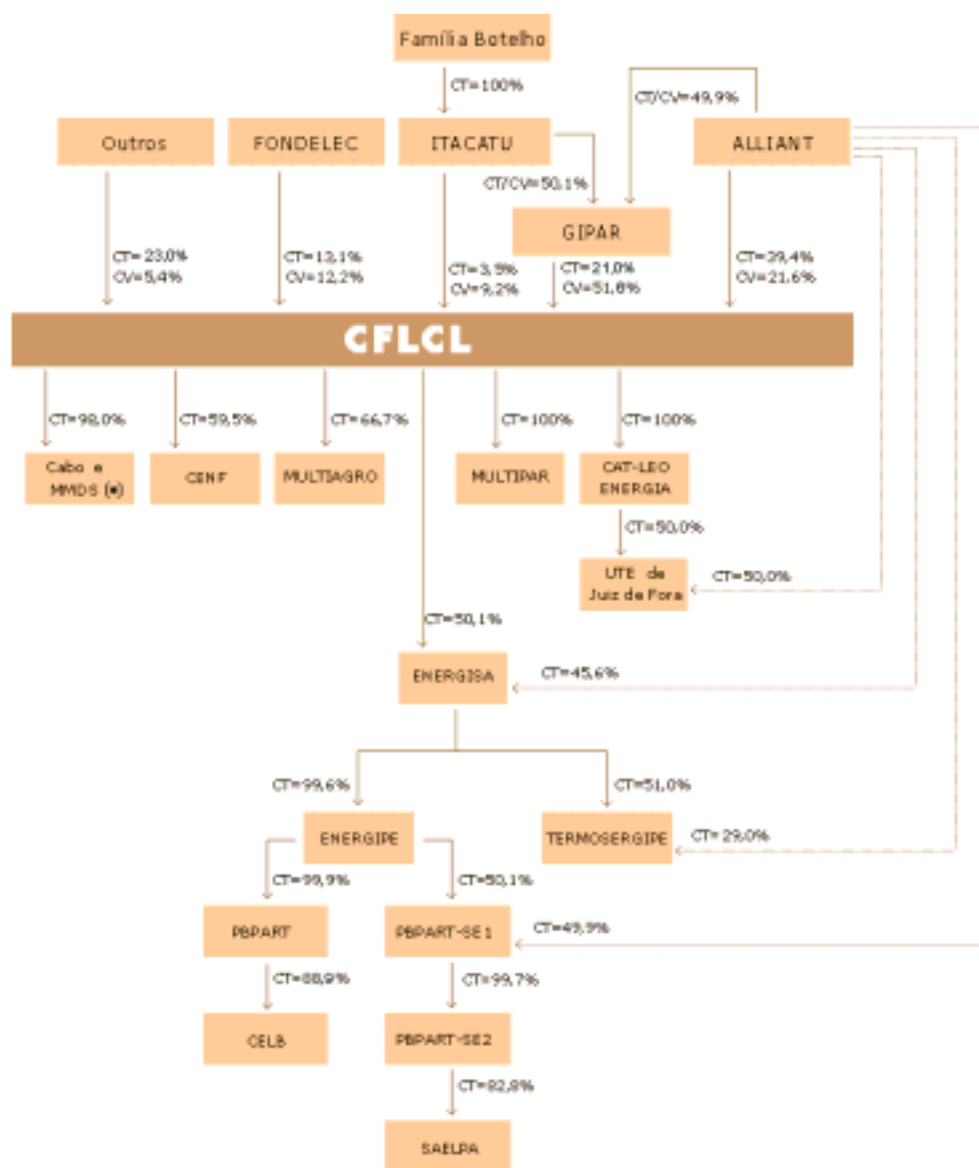 Família Botelho
CT=100%
CT/CV=49,9%
Outros
FONDELEC
ITACATU
ALLIANT
CT/CV=50,1%
GIPAR
CT= 23,0%
CV=5,4%
CT=13,1%
CV=12,2%
CT=3,5%
CV=9,2%
CT=21,0%
CV=51,8%
CT=39,4%
CV=21,6%
CFLCL
CT=98,0%
CT=59,5%
CT=66,7%
CT=100%
CT=100%
Cabo e
MMDS (•)
CENF
MULTIAGRO
MULTIPAR
CAT-LEO
ENERGIA
CT=50,0%
UTE de
Juiz de Fora
CT=50,0%
CT=50,1%
ENERGISA
CT=45,6%
CT=99,6%
CT=51,0%
ENERGIPE
TERMOSERGIPE
CT= 29,0%
CT=99,9%
CT=50,1%
PBPART
PBPART-SE1
CT=49,9%
CT=88,9%
CT=99,7%
CELB
PBPART-SE2
CT=82,8%
SAELPA